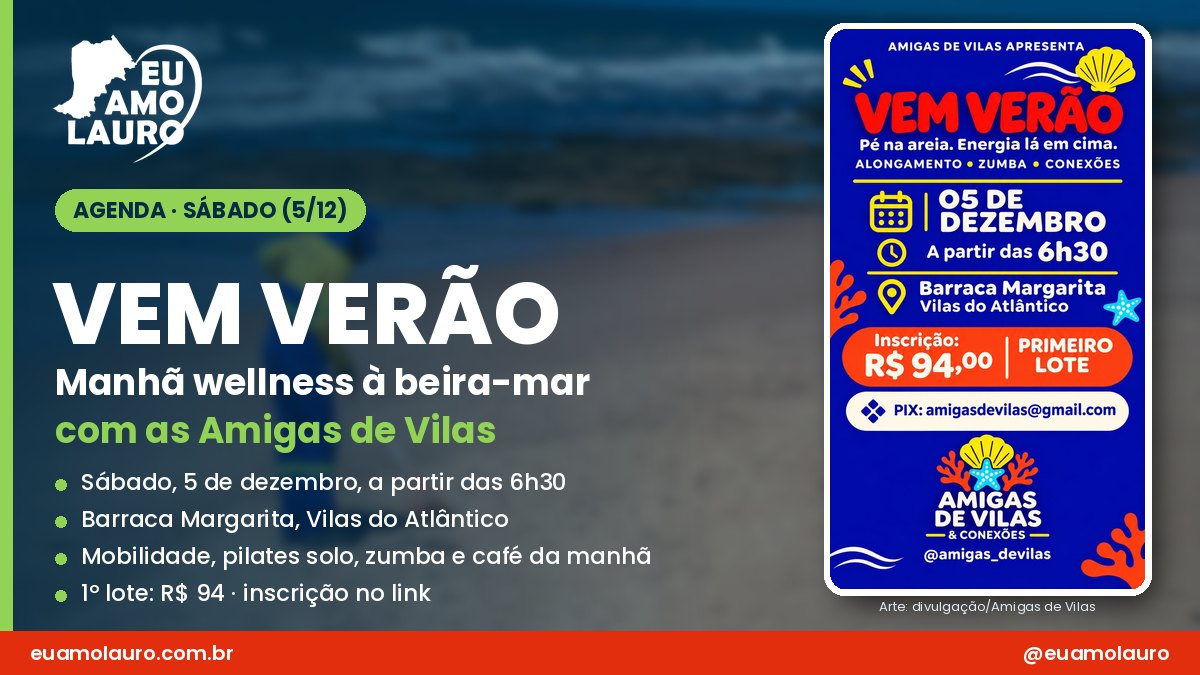 EU
AMO
LAURO
AGENDA · SÁBADO (5/12)
VEM VERÃO
Manhã wellness à beira-mar
com as Amigas de Vilas
Sábado, 5 de dezembro, a partir das 6h30
Barraca Margarita, Vilas do Atlântico
Mobilidade, pilates solo, zumba e café da manhã
1º lote: R$ 94 · inscrição no link
AMIGAS DE VILAS APRESENTA
VEM VERÃO
Pé na areia. Energia lá em cima.
ALONGAMENTO • ZUMBA • CONEXÕES
05 DE
DEZEMBRO
A partir das 6h30
Barraca Margarita
Vilas do Atlântico
Inscrição:
R$ 94,00
PRIMEIRO
LOTE
PIX: amigasdevilas@gmail.com
AMIGAS
DE VILAS
& CONEXÕES
@amigas_devilas
Arte: divulgação/Amigas de Vilas
euamolauro.com.br
@euamolauro